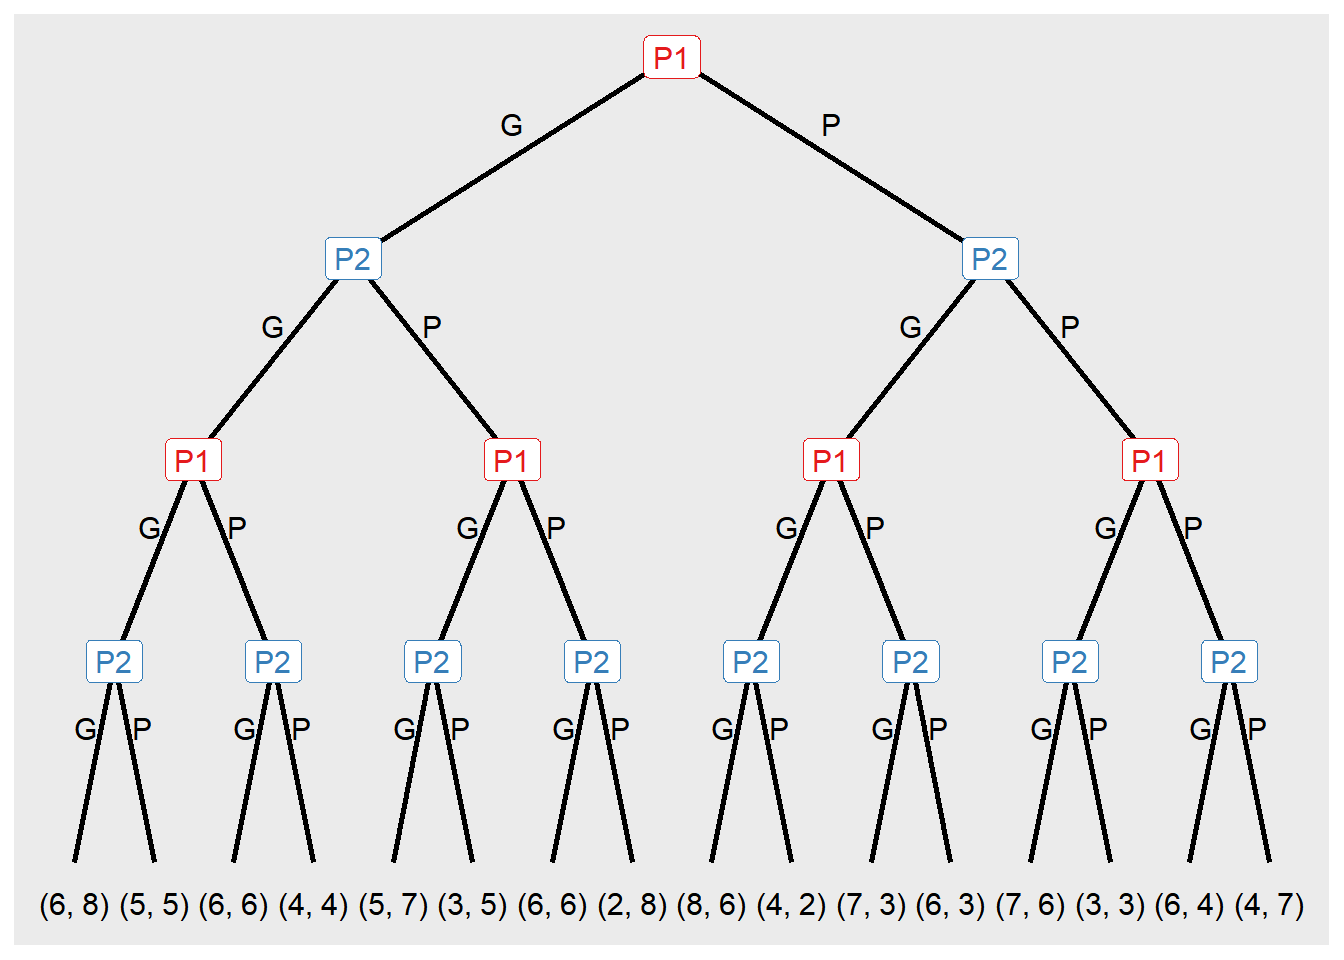 P1
G P
P2 P2
G P G P
P1 P1 P1 P1
G P G P G P G P
P2 P2 P2 P2 P2 P2 P2 P2
G P G P G P G P G P G P G P G P
(6, 8) (5, 5) (6, 6) (4, 4) (5, 7) (3, 5) (6, 6) (2, 8) (8, 6) (4, 2) (7, 3) (6, 3) (7, 6) (3, 3) (6, 4) (4, 7)